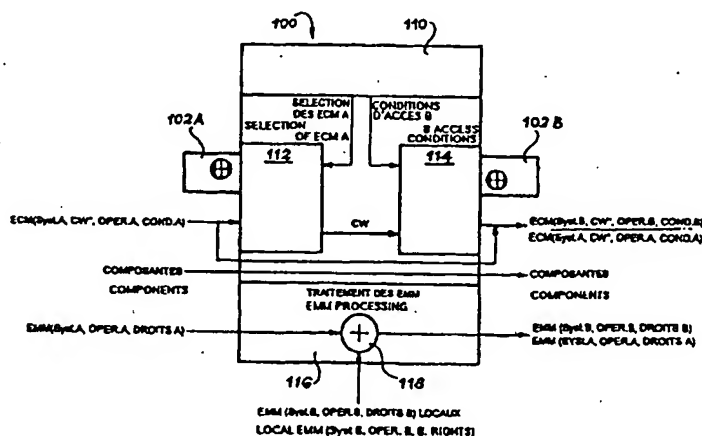 100
110
102A
SELECTION DES ECM A
SELECTION OF ECM A
CONDITIONS D'ACCES B
B ACCESS CONDITIONS
102B
112
114
ECM(Syst.A, CW*, OPER.A, COND.A)
CW
ECM(Syst.B, CW*, OPER.B, COND.B)
ECM(Syst.A, CW*, OPER.A, COND.A)
COMPOSANTES
COMPONENTS
COMPOSANTES
COMPONENTS
TRAITEMENT DES EMM
EMM PROCESSING
EMM(Syst.A, OPER.A, DROITS A)
EMM (Syst.B, OPER.B, DROITS B)
EMM (SYST.A, OPER.A, DROITS A)
116
118
EMM (Syst.B, OPER.B, DROITS B) LOCAUX
LOCAL EMM (Syst B, OPER. B, B. RIGHTS)